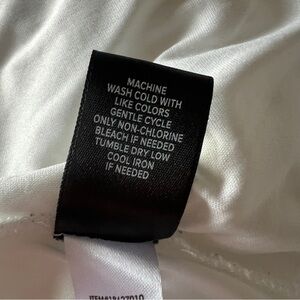 MACHINE
WASH COLD WITH
LIKE COLORS
GENTLE CYCLE
ONLY NON-CHLORINE
BLEACH IF NEEDED
TUMBLE DRY LOW
COOL IRON
IF NEEDED